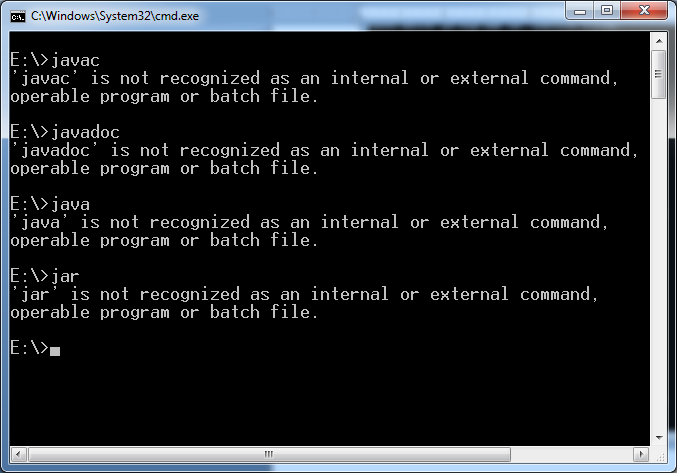 C:\Windows\System32\cmd.exe
E:\>javac
'javac' is not recognized as an internal or external command,
operable program or batch file.
E:\>javadoc
'javadoc' is not recognized as an internal or external command,
operable program or batch file.
E:\>java
'java' is not recognized as an internal or external command,
operable program or batch file.
E:\>jar
'jar' is not recognized as an internal or external command,
operable program or batch file.
E:\>